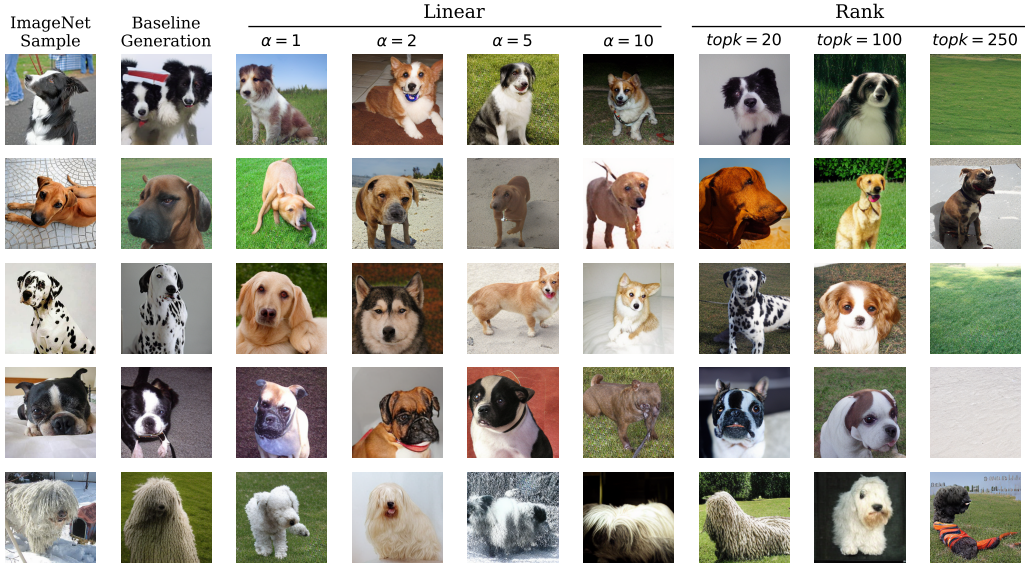 Linear
Rank
ImageNet
Sample
Baseline
Generation
α = 1
α = 2
α = 5
α = 10
topk = 20
topk = 100
topk = 250